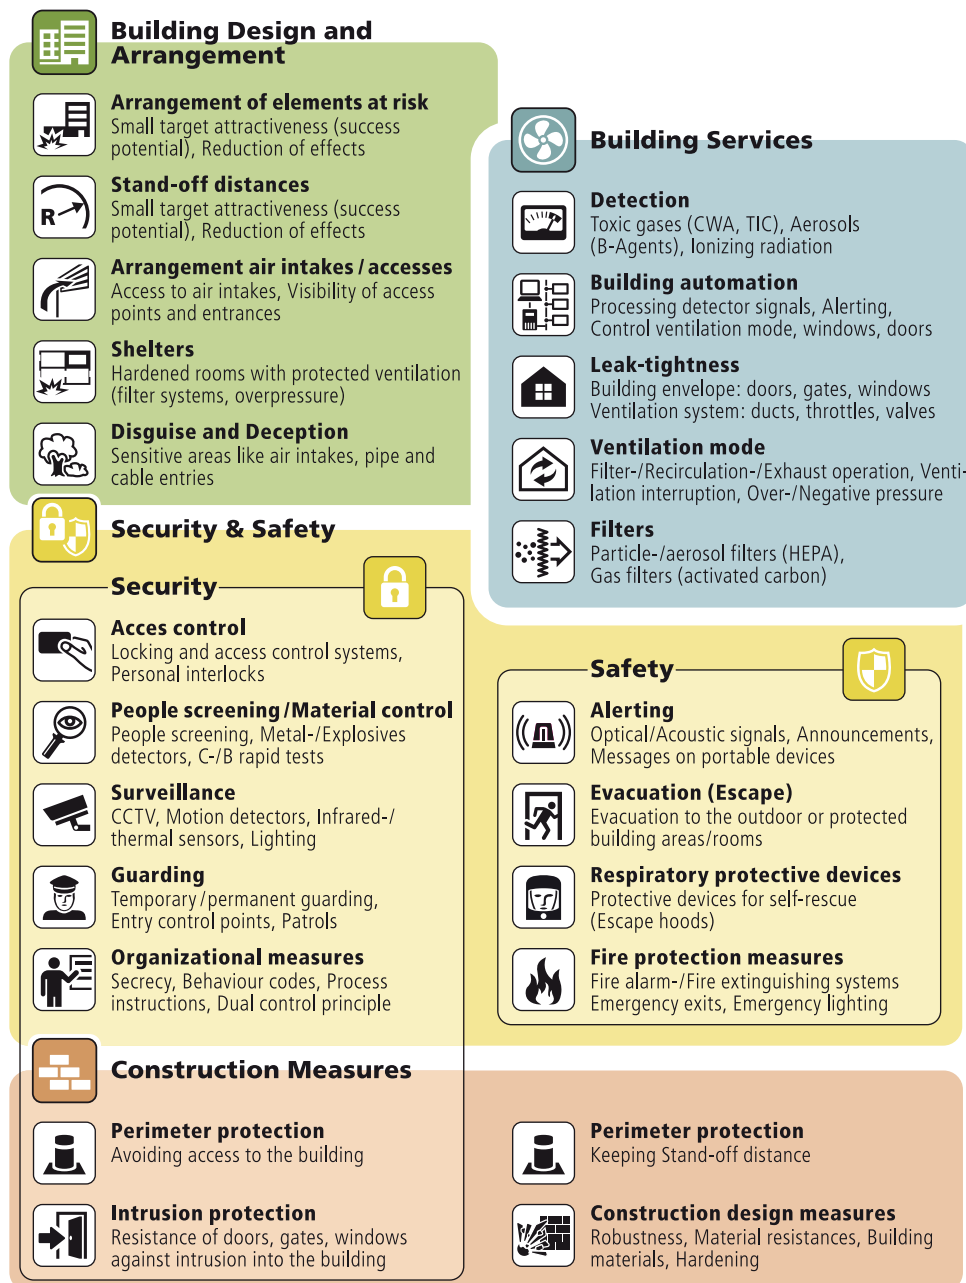 Building Design and
Arrangement
Arrangement of elements at risk
Small target attractiveness (success
potential), Reduction of effects
R
Stand-off distances
Small target attractiveness (success
potential), Reduction of effects
Arrangement air intakes / accesses
Access to air intakes, Visibility of access
points and entrances
Shelters
Hardened rooms with protected ventilation
(filter systems, overpressure)
Disguise and Deception
Sensitive areas like air intakes, pipe and
cable entries
Building Services
Detection
Toxic gases (CWA, TIC), Aerosols
(B-Agents), Ionizing radiation
Building automation
Processing detector signals, Alerting,
Control ventilation mode, windows, doors
Leak-tightness
Building envelope: doors, gates, windows
Ventilation system: ducts, throttles, valves
Ventilation mode
Filter-/Recirculation-/Exhaust operation, Venti-
lation interruption, Over-/Negative pressure
Filters
Particle-/aerosol filters (HEPA),
Gas filters (activated carbon)
Security & Safety
Security
Acces control
Locking and access control systems,
Personal interlocks
People screening / Material control
People screening, Metal-/Explosives
detectors, C-/B rapid tests
Surveillance
CCTV, Motion detectors, Infrared-/
thermal sensors, Lighting
Guarding
Temporary / permanent guarding,
Entry control points, Patrols
Organizational measures
Secrecy, Behaviour codes, Process
instructions, Dual control principle
Safety
Alerting
Optical/Acoustic signals, Announcements,
Messages on portable devices
Evacuation (Escape)
Evacuation to the outdoor or protected
building areas/rooms
Respiratory protective devices
Protective devices for self-rescue
(Escape hoods)
Fire protection measures
Fire alarm-/Fire extinguishing systems
Emergency exits, Emergency lighting
Construction Measures
Perimeter protection
Avoiding access to the building
Intrusion protection
Resistance of doors, gates, windows
against intrusion into the building
Perimeter protection
Keeping Stand-off distance
Construction design measures
Robustness, Material resistances, Building
materials, Hardening